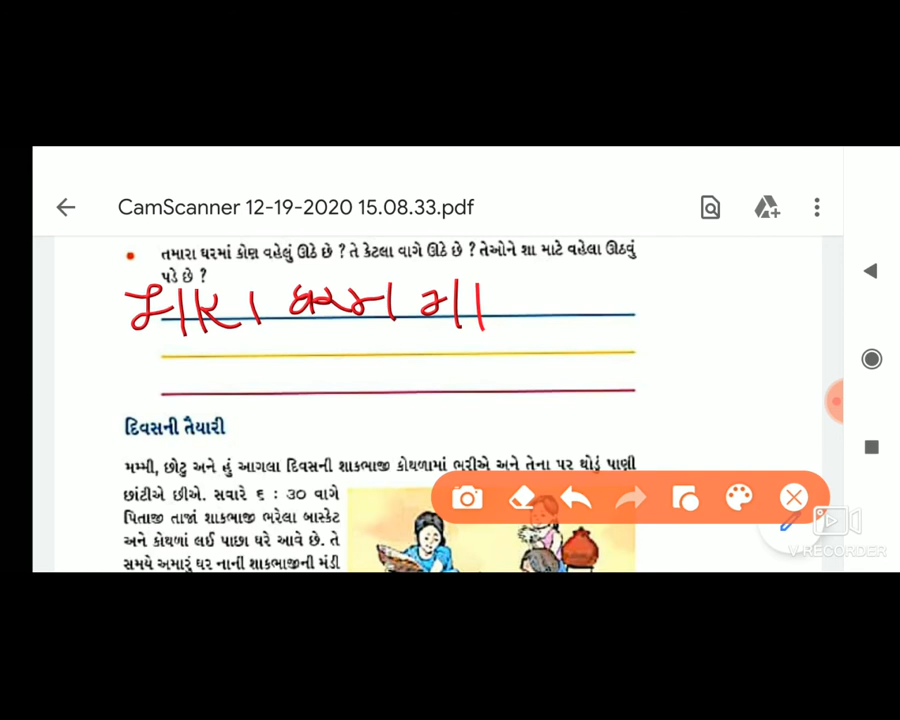 CamScanner 12-19-2020 15.08.33.pdf
• તમારા ઘરમાં કોણ વહેલું ઊઠે છે ? તે કેટલા વાગે ઊઠે છે ? તેઓને શા માટે વહેલા ઊઠવું
પડે છે ?
મારા ઘરમાં મા
દિવસની તૈયારી
મમ્મી, છોટુ અને હું આગલા દિવસની શાકભાજી કોથળામાં ભરીએ અને તેના પર થોડું પાણી
છાંટીએ છીએ. સવારે ૬ : ૩૦ વાગે
પિતાજી તાજાં શાકભાજી ભરેલા બાસ્કેટ
અને કોથળાં લઈ પાછા ઘરે આવે છે. તે
સમયે અમારું ઘર નાની શાકભાજીની મંડી
V-RECORDER